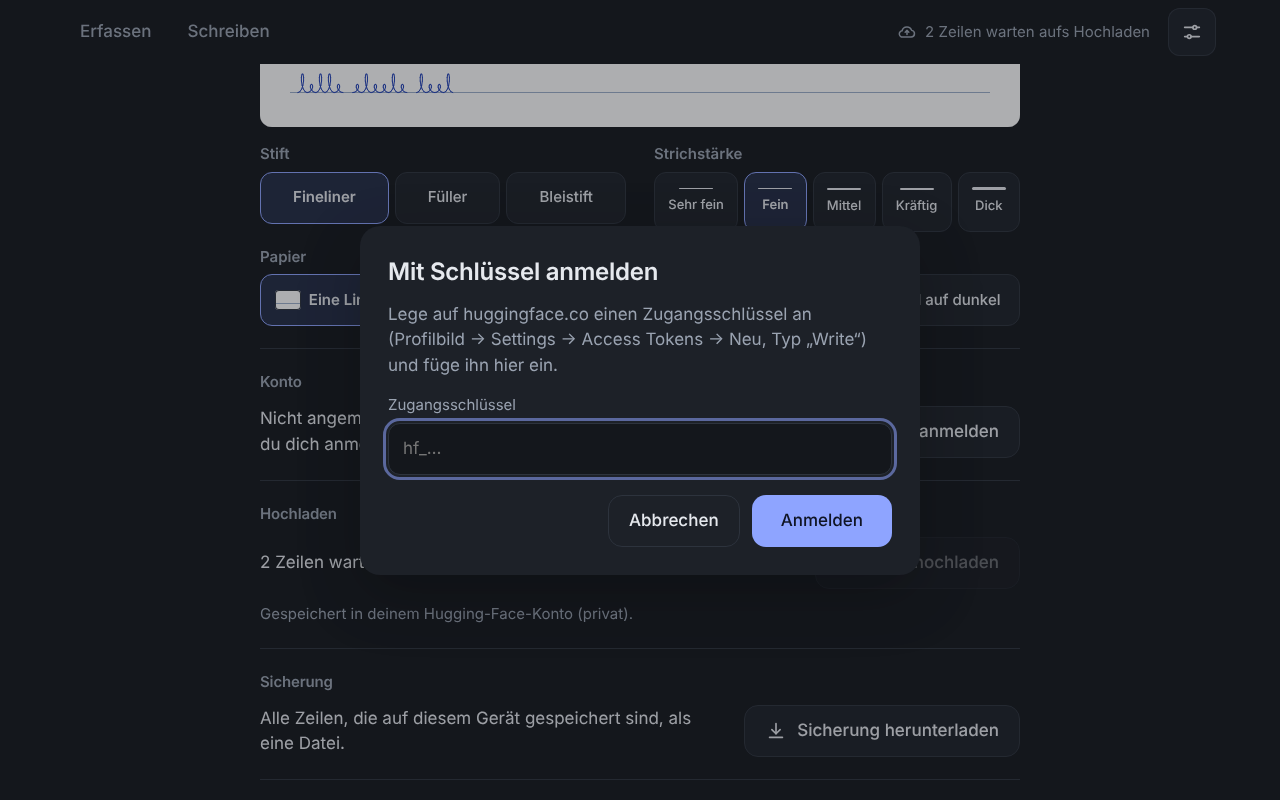 Erfassen Schreiben 2 Zeilen warten aufs Hochladen
Stift Strichstärke
Fineliner Füller Bleistift Sehr fein Fein Mittel Kräftig Dick
Papier
Eine Lin auf dunkel
Mit Schlüssel anmelden
Lege auf huggingface.co einen Zugangsschlüssel an
(Profilbild → Settings → Access Tokens → Neu, Typ „Write“)
und füge ihn hier ein.
Zugangsschlüssel
hf_…
Abbrechen Anmelden
Konto
Nicht angem
du dich anm anmelden
Hochladen
2 Zeilen wart hochladen
Gespeichert in deinem Hugging-Face-Konto (privat).
Sicherung
Alle Zeilen, die auf diesem Gerät gespeichert sind, als
eine Datei.
Sicherung herunterladen